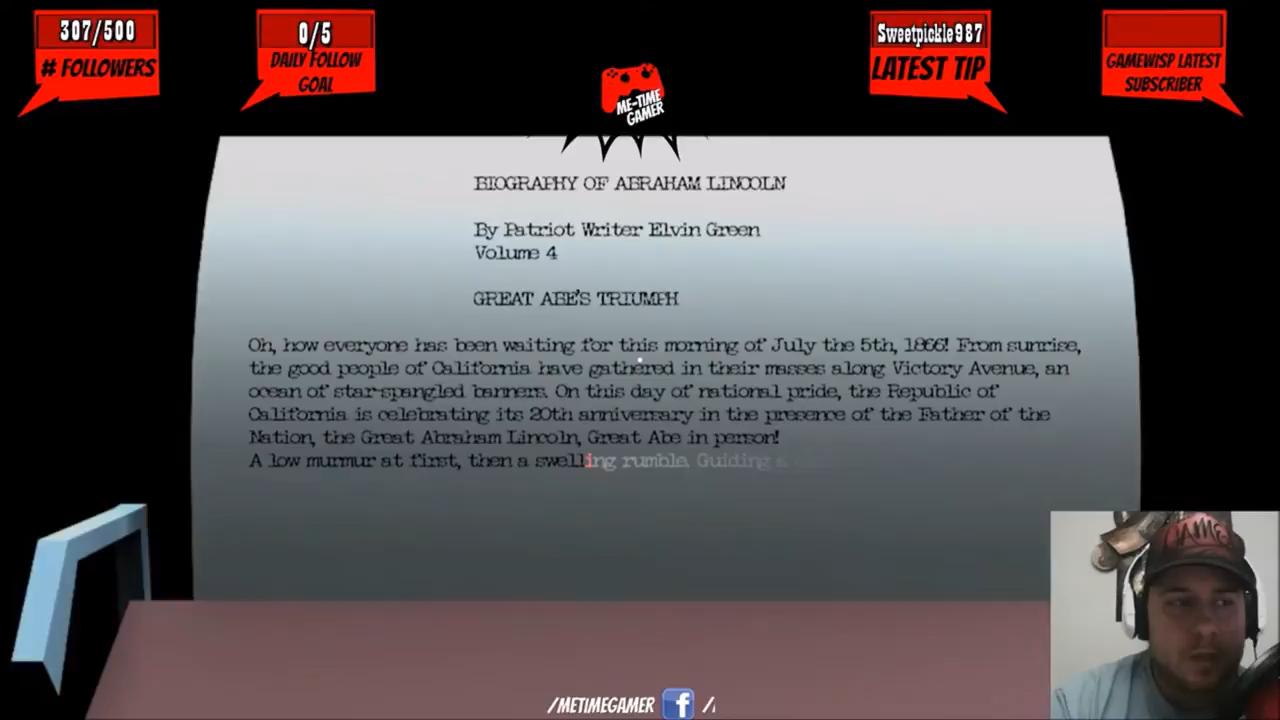 307/500
# FOLLOWERS
0/5
DAILY FOLLOW
GOAL
ME-TIME
GAMER
Sweetpickle987
LATEST TIP
GAMEWISP LATEST
SUBSCRIBER
BIOGRAPHY OF ABRAHAM LINCOLN
By Patriot Writer Elvin Green
Volume 4
GREAT ABE'S TRIUMPH
Oh, how everyone has been waiting for this morning of July the 5th, 1866! From sunrise,
the good people of California have gathered in their masses along Victory Avenue, an
ocean of star-spangled banners. On this day of national pride, the Republic of
California is celebrating its 20th anniversary in the presence of the Father of the
Nation, the Great Abraham Lincoln, Great Abe in person!
A low murmur at first, then a swelling rumble. Guiding a
GAME
/METIMEGAMER